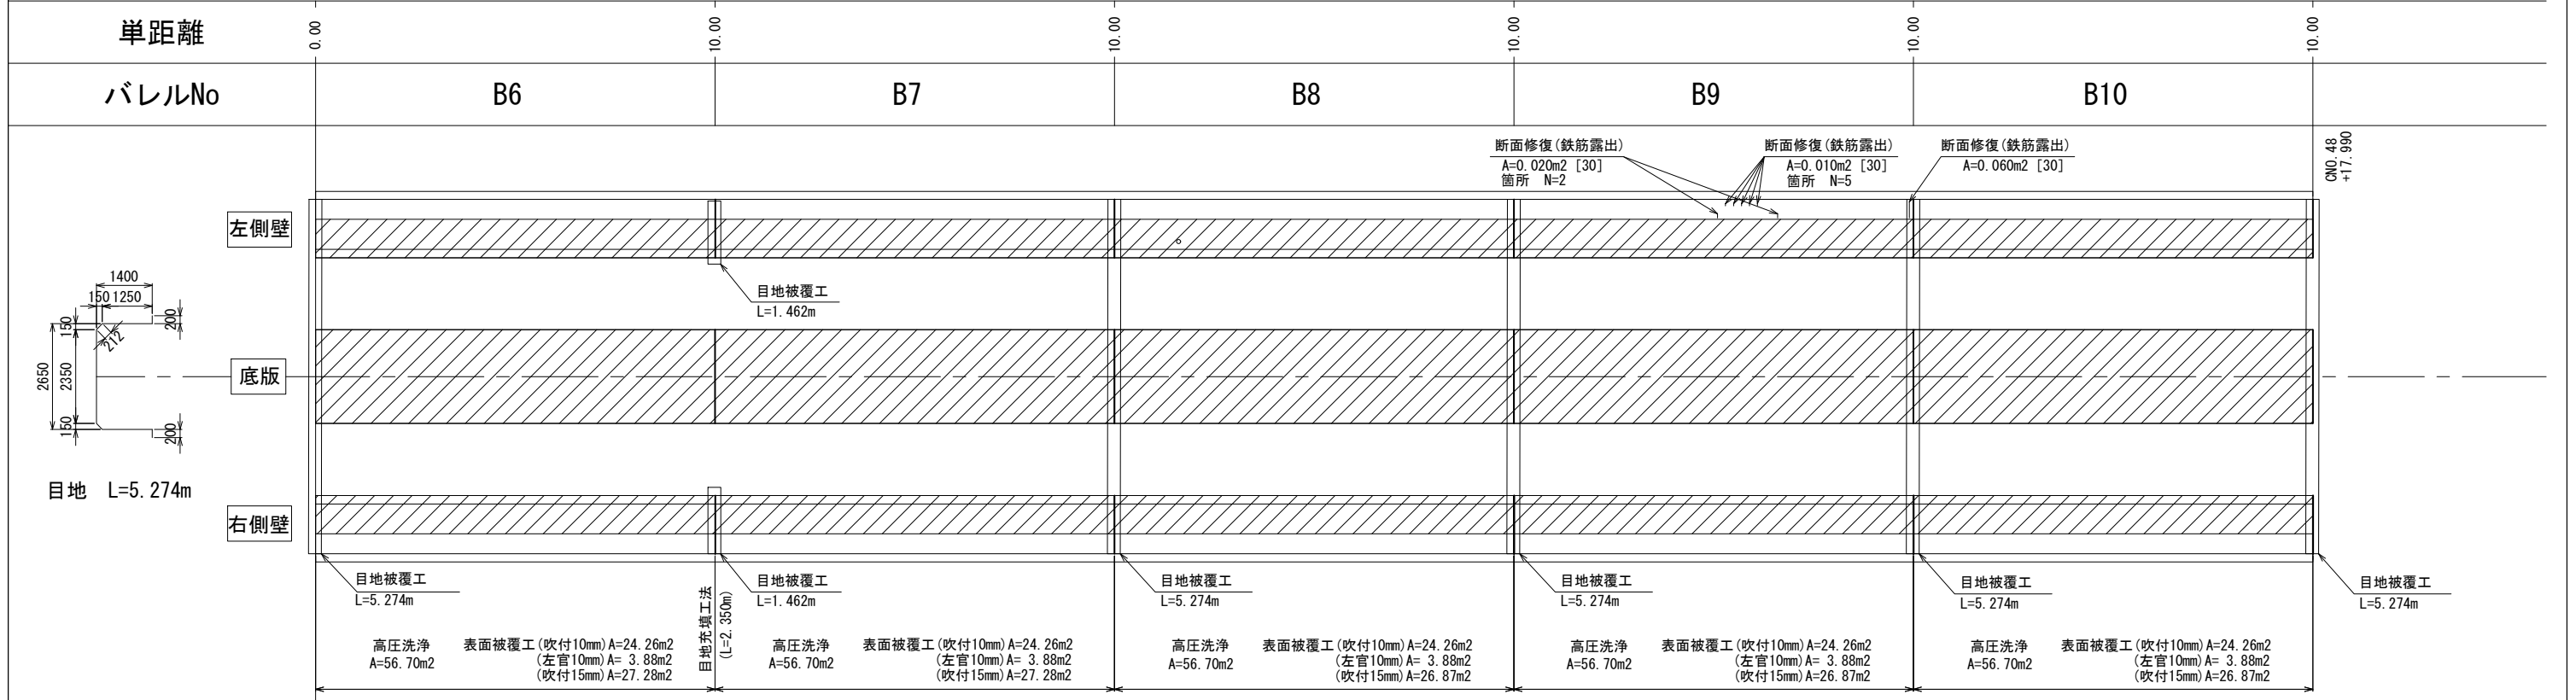 単距離
0.00
10.00
10.00
10.00
10.00
10.00
バレルNo
B6
B7
B8
B9
B10
断面修復(鉄筋露出)
A=0.020m2 [30]
箇所 N=2
断面修復(鉄筋露出)
A=0.010m2 [30]
箇所 N=5
断面修復(鉄筋露出)
A=0.060m2 [30]
CNO.48
+17.990
左側壁
目地被覆工
L=1.462m
1400
150 1250
200
150
212
2650
2350
150
200
底版
目地 L=5.274m
右側壁
目地被覆工
L=5.274m
目地充填工法
(L=2.350m)
目地被覆工
L=1.462m
目地被覆工
L=5.274m
目地被覆工
L=5.274m
目地被覆工
L=5.274m
目地被覆工
L=5.274m
高圧洗浄
A=56.70m2
表面被覆工(吹付10mm)A=24.26m2
(左官10mm)A= 3.88m2
(吹付15mm)A=27.28m2
高圧洗浄
A=56.70m2
表面被覆工(吹付10mm)A=24.26m2
(左官10mm)A= 3.88m2
(吹付15mm)A=27.28m2
高圧洗浄
A=56.70m2
表面被覆工(吹付10mm)A=24.26m2
(左官10mm)A= 3.88m2
(吹付15mm)A=26.87m2
高圧洗浄
A=56.70m2
表面被覆工(吹付10mm)A=24.26m2
(左官10mm)A= 3.88m2
(吹付15mm)A=26.87m2
高圧洗浄
A=56.70m2
表面被覆工(吹付10mm)A=24.26m2
(左官10mm)A= 3.88m2
(吹付15mm)A=26.87m2